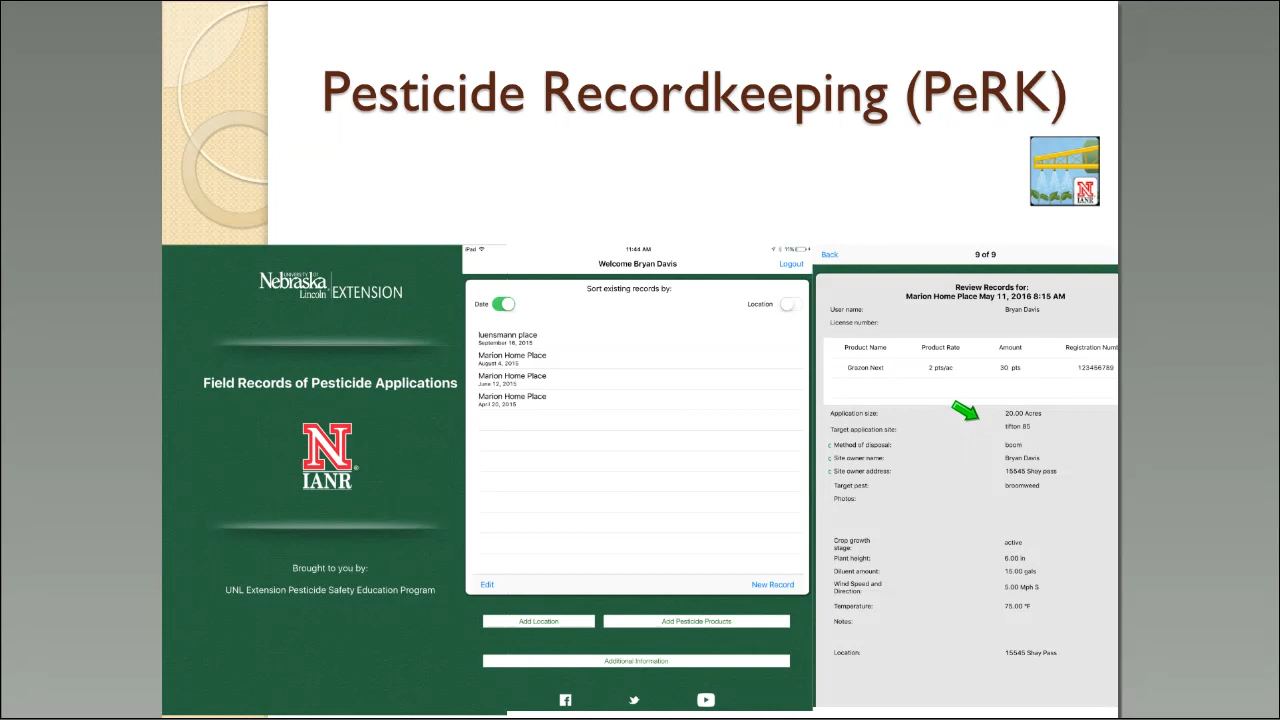 Pesticide Recordkeeping (PeRK)
N
IANR
UNIVERSITY OF
Nebraska
Lincoln
EXTENSION
Field Records of Pesticide Applications
N
IANR
®
Brought to you by:
UNL Extension Pesticide Safety Education Program
iPad
11:44 AM
11%
Welcome Bryan Davis
Logout
Sort existing records by:
Date
Location
luensmann place
September 16, 2015
Marion Home Place
August 4, 2015
Marion Home Place
June 12, 2015
Marion Home Place
April 20, 2015
Edit
New Record
Add Location
Add Pesticide Products
Additional Information
Back
9 of 9
Review Records for:
Marion Home Place May 11, 2016 8:15 AM
User name: Bryan Davis
License number:
Product Name Product Rate Amount Registration Numb
Grazon Next 2 pts/ac 30 pts 123456789
Application size: 20.00 Acres
Target application site: tifton 85
Method of disposal: boom
Site owner name: Bryan Davis
Site owner address: 15545 Shay pass
Target pest: broomweed
Photos:
Crop growth
stage: active
Plant height: 6.00 in
Diluent amount: 15.00 gals
Wind Speed and
Direction: 5.00 Mph S
Temperature: 75.00 °F
Notes:
Location: 15545 Shay Pass